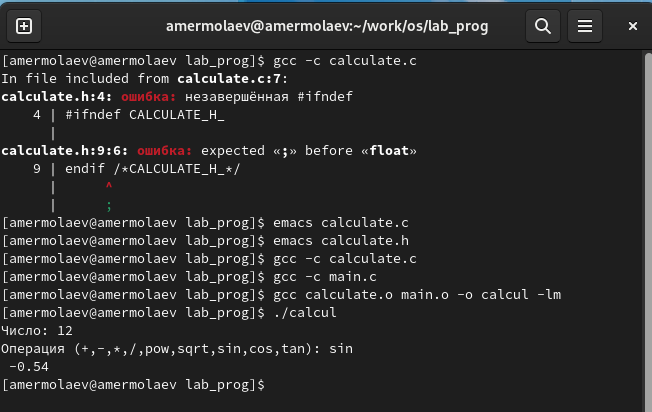 amermolaev@amermolaev:~/work/os/lab_prog
[amermolaev@amermolaev lab_prog]$ gcc -c calculate.c
In file included from calculate.c:7:
calculate.h:4: ошибка: незавершённая #ifndef
    4 | #ifndef CALCULATE_H_
      |
calculate.h:9:6: ошибка: expected «;» before «float»
    9 | endif /*CALCULATE_H_*/
      |      ^
      |      ;
[amermolaev@amermolaev lab_prog]$ emacs calculate.c
[amermolaev@amermolaev lab_prog]$ emacs calculate.h
[amermolaev@amermolaev lab_prog]$ gcc -c calculate.c
[amermolaev@amermolaev lab_prog]$ gcc -c main.c
[amermolaev@amermolaev lab_prog]$ gcc calculate.o main.o -o calcul -lm
[amermolaev@amermolaev lab_prog]$ ./calcul
Число: 12
Операция (+,-,*,/,pow,sqrt,sin,cos,tan): sin
 -0.54
[amermolaev@amermolaev lab_prog]$